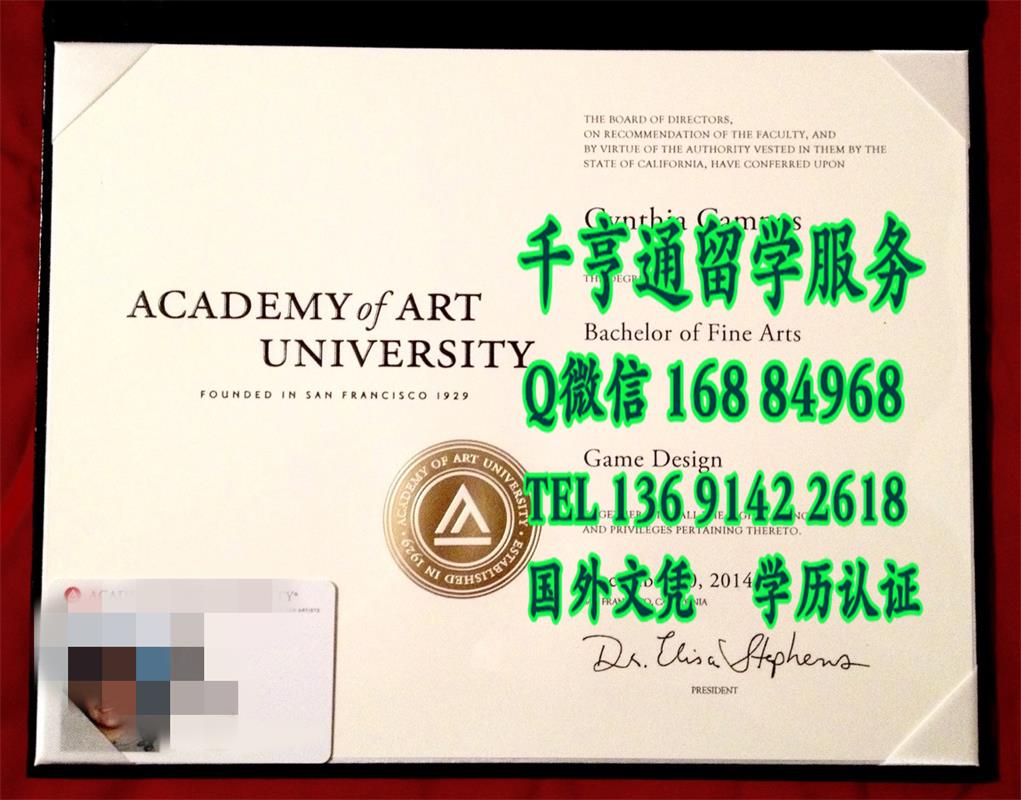 THE BOARD OF DIRECTORS,
ON RECOMMENDATION OF THE FACULTY, AND
BY VIRTUE OF THE AUTHORITY VESTED IN THEM BY THE
STATE OF CALIFORNIA, HAVE CONFERRED UPON
Cynthia
千亨通留学服务
ACADEMY of ART
UNIVERSITY
FOUNDED IN SAN FRANCISCO 1929
Bachelor of Fine Arts
Q微信 168 84968
Game Design
ACADEMY OF ART UNIVERSITY · ESTABLISHED IN 1929 ·
TEL 136 9142 2618
AND PRIVILEGES PERTAINING THERETO.
2014
国外文凭 学历认证
Dr. Elisa Stephens
PRESIDENT